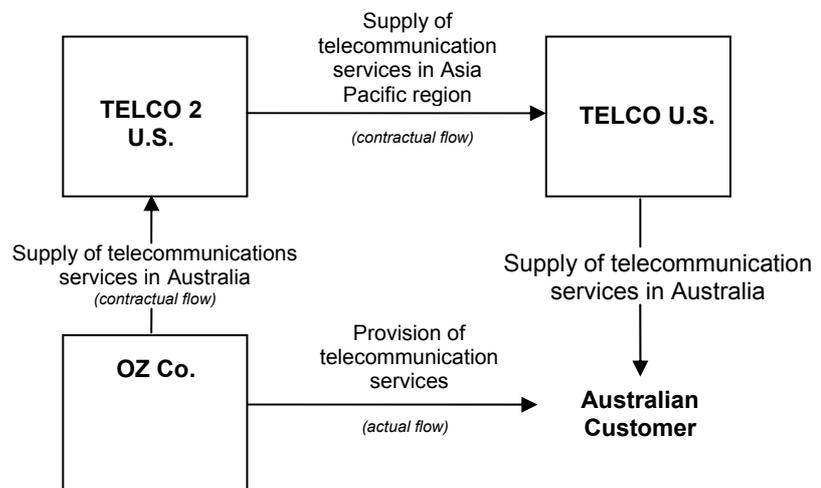 Supply of
telecommunication
services in Asia
Pacific region
(contractual flow)
TELCO 2
U.S.
TELCO U.S.
Supply of telecommunications
services in Australia
(contractual flow)
Supply of telecommunication
services in Australia
OZ Co.
Provision of
telecommunication
services
(actual flow)
Australian
Customer